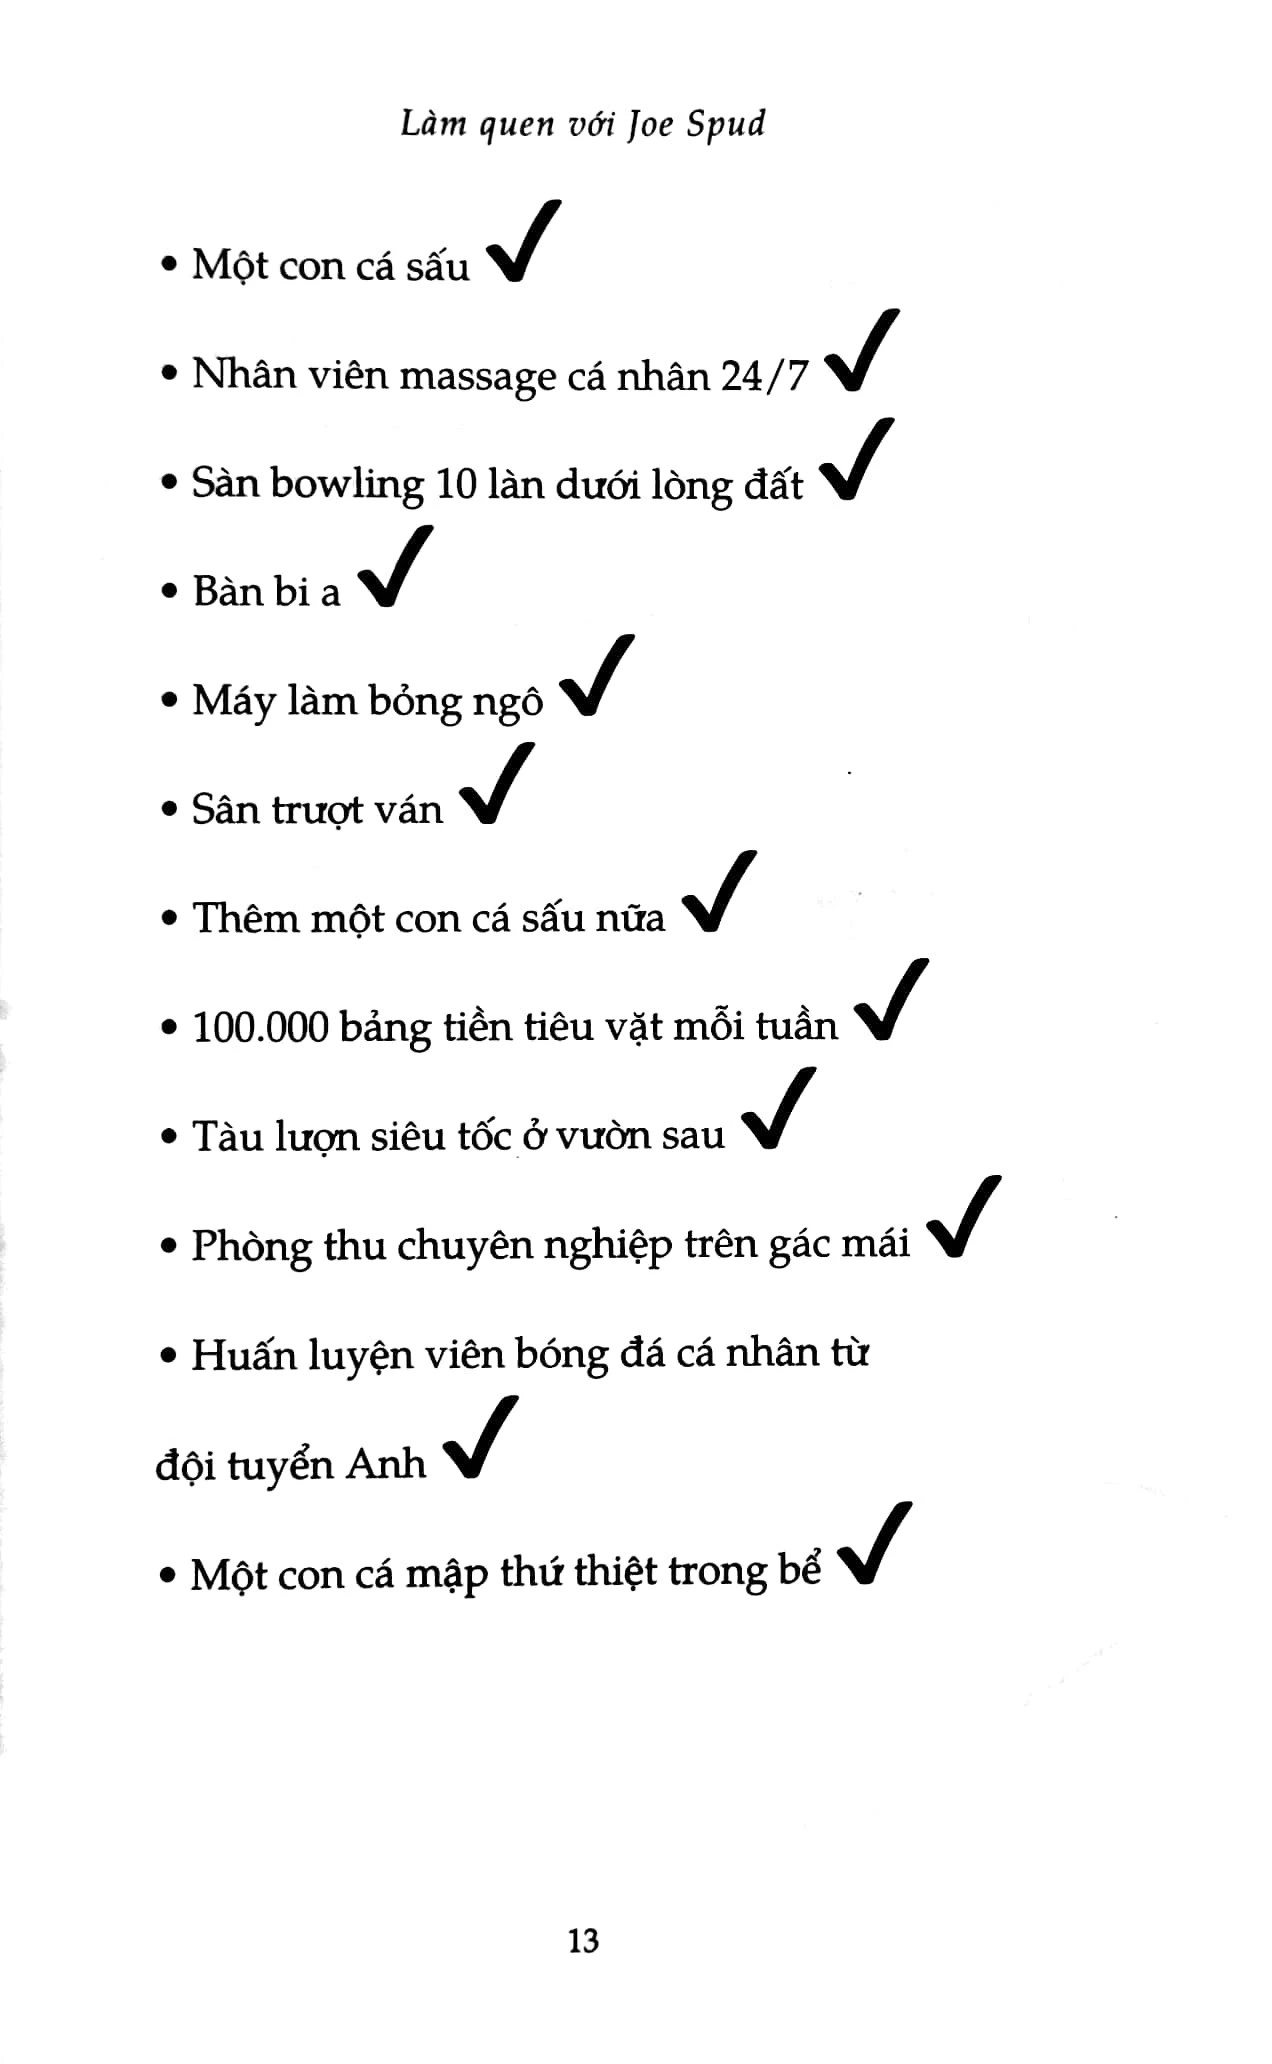 Làm quen với Joe Spud
• Một con cá sấu ✓
• Nhân viên massage cá nhân 24/7 ✓
• Sàn bowling 10 làn dưới lòng đất ✓
• Bàn bi a ✓
• Máy làm bỏng ngô ✓
• Sân trượt ván ✓
• Thêm một con cá sấu nữa ✓
• 100.000 bảng tiền tiêu vặt mỗi tuần ✓
• Tàu lượn siêu tốc ở vườn sau ✓
• Phòng thu chuyên nghiệp trên gác mái ✓
• Huấn luyện viên bóng đá cá nhân từ
đội tuyển Anh ✓
• Một con cá mập thứ thiệt trong bể ✓
13